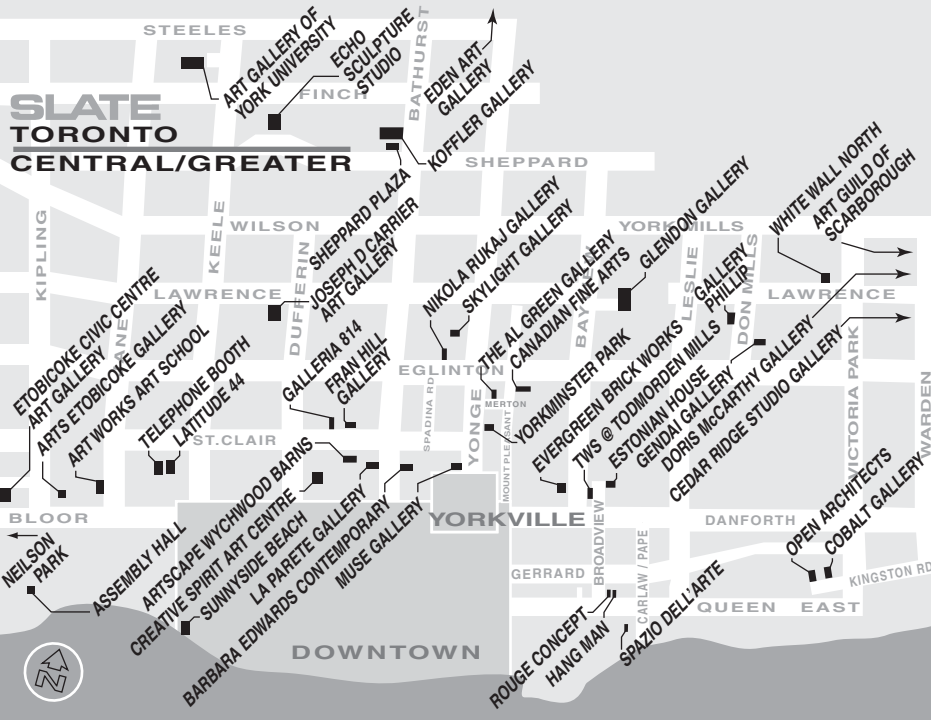 STEELES
ART GALLERY OF
YORK UNIVERSITY
ECHO
SCULPTURE
STUDIO
BATHURST
EDEN ART
GALLERY
FINCH
KOFFLER GALLERY
SLATE
TORONTO
CENTRAL/GREATER
SHEPPARD
SHEPPARD PLAZA
JOSEPH D CARRIER
ART GALLERY
WHITE WALL NORTH
ART GUILD OF
SCARBOROUGH
KIPLING
KEELE
WILSON
DUFFERIN
NIKOLA RUKAJ GALLERY
SKYLIGHT GALLERY
THE AL GREEN GALLERY
CANADIAN FINE ARTS
YORK MILLS
GLENDON GALLERY
LESLIE
DON MILLS
GALLERY
PHILLIP
LAWRENCE
LAWRENCE
ETOBICOKE CIVIC CENTRE
ART GALLERY
ARTS ETOBICOKE GALLERY
ART WORKS ART SCHOOL
TELEPHONE BOOTH
LATITUDE 44
GALLERIA 814
FRAN HILL
GALLERY
EGLINTON
SPADINA RD
YONGE
MERTON
MOUNT PLEASANT
YORKMINSTER PARK
EVERGREEN BRICK WORKS
TWS @ TODMORDEN MILLS
ESTONIAN HOUSE
GENDAI GALLERY
DORIS McCARTHY GALLERY
CEDAR RIDGE STUDIO GALLERY
VICTORIA PARK
WARDEN
ST.CLAIR
BLOOR
NEILSON
PARK
ASSEMBLY HALL
ARTSCAPE WYCHWOOD BARNS
CREATIVE SPIRIT ART CENTRE
SUNNYSIDE BEACH
LA PARETE GALLERY
BARBARA EDWARDS CONTEMPORARY
MUSE GALLERY
YORKVILLE
BROADVIEW
CARLAW / PAPE
DANFORTH
OPEN ARCHITECTS
COBALT GALLERY
GERRARD
KINGSTON RD
QUEEN EAST
ROUGE CONCEPT
HANG MAN
SPAZIO DELL'ARTE
DOWNTOWN
N